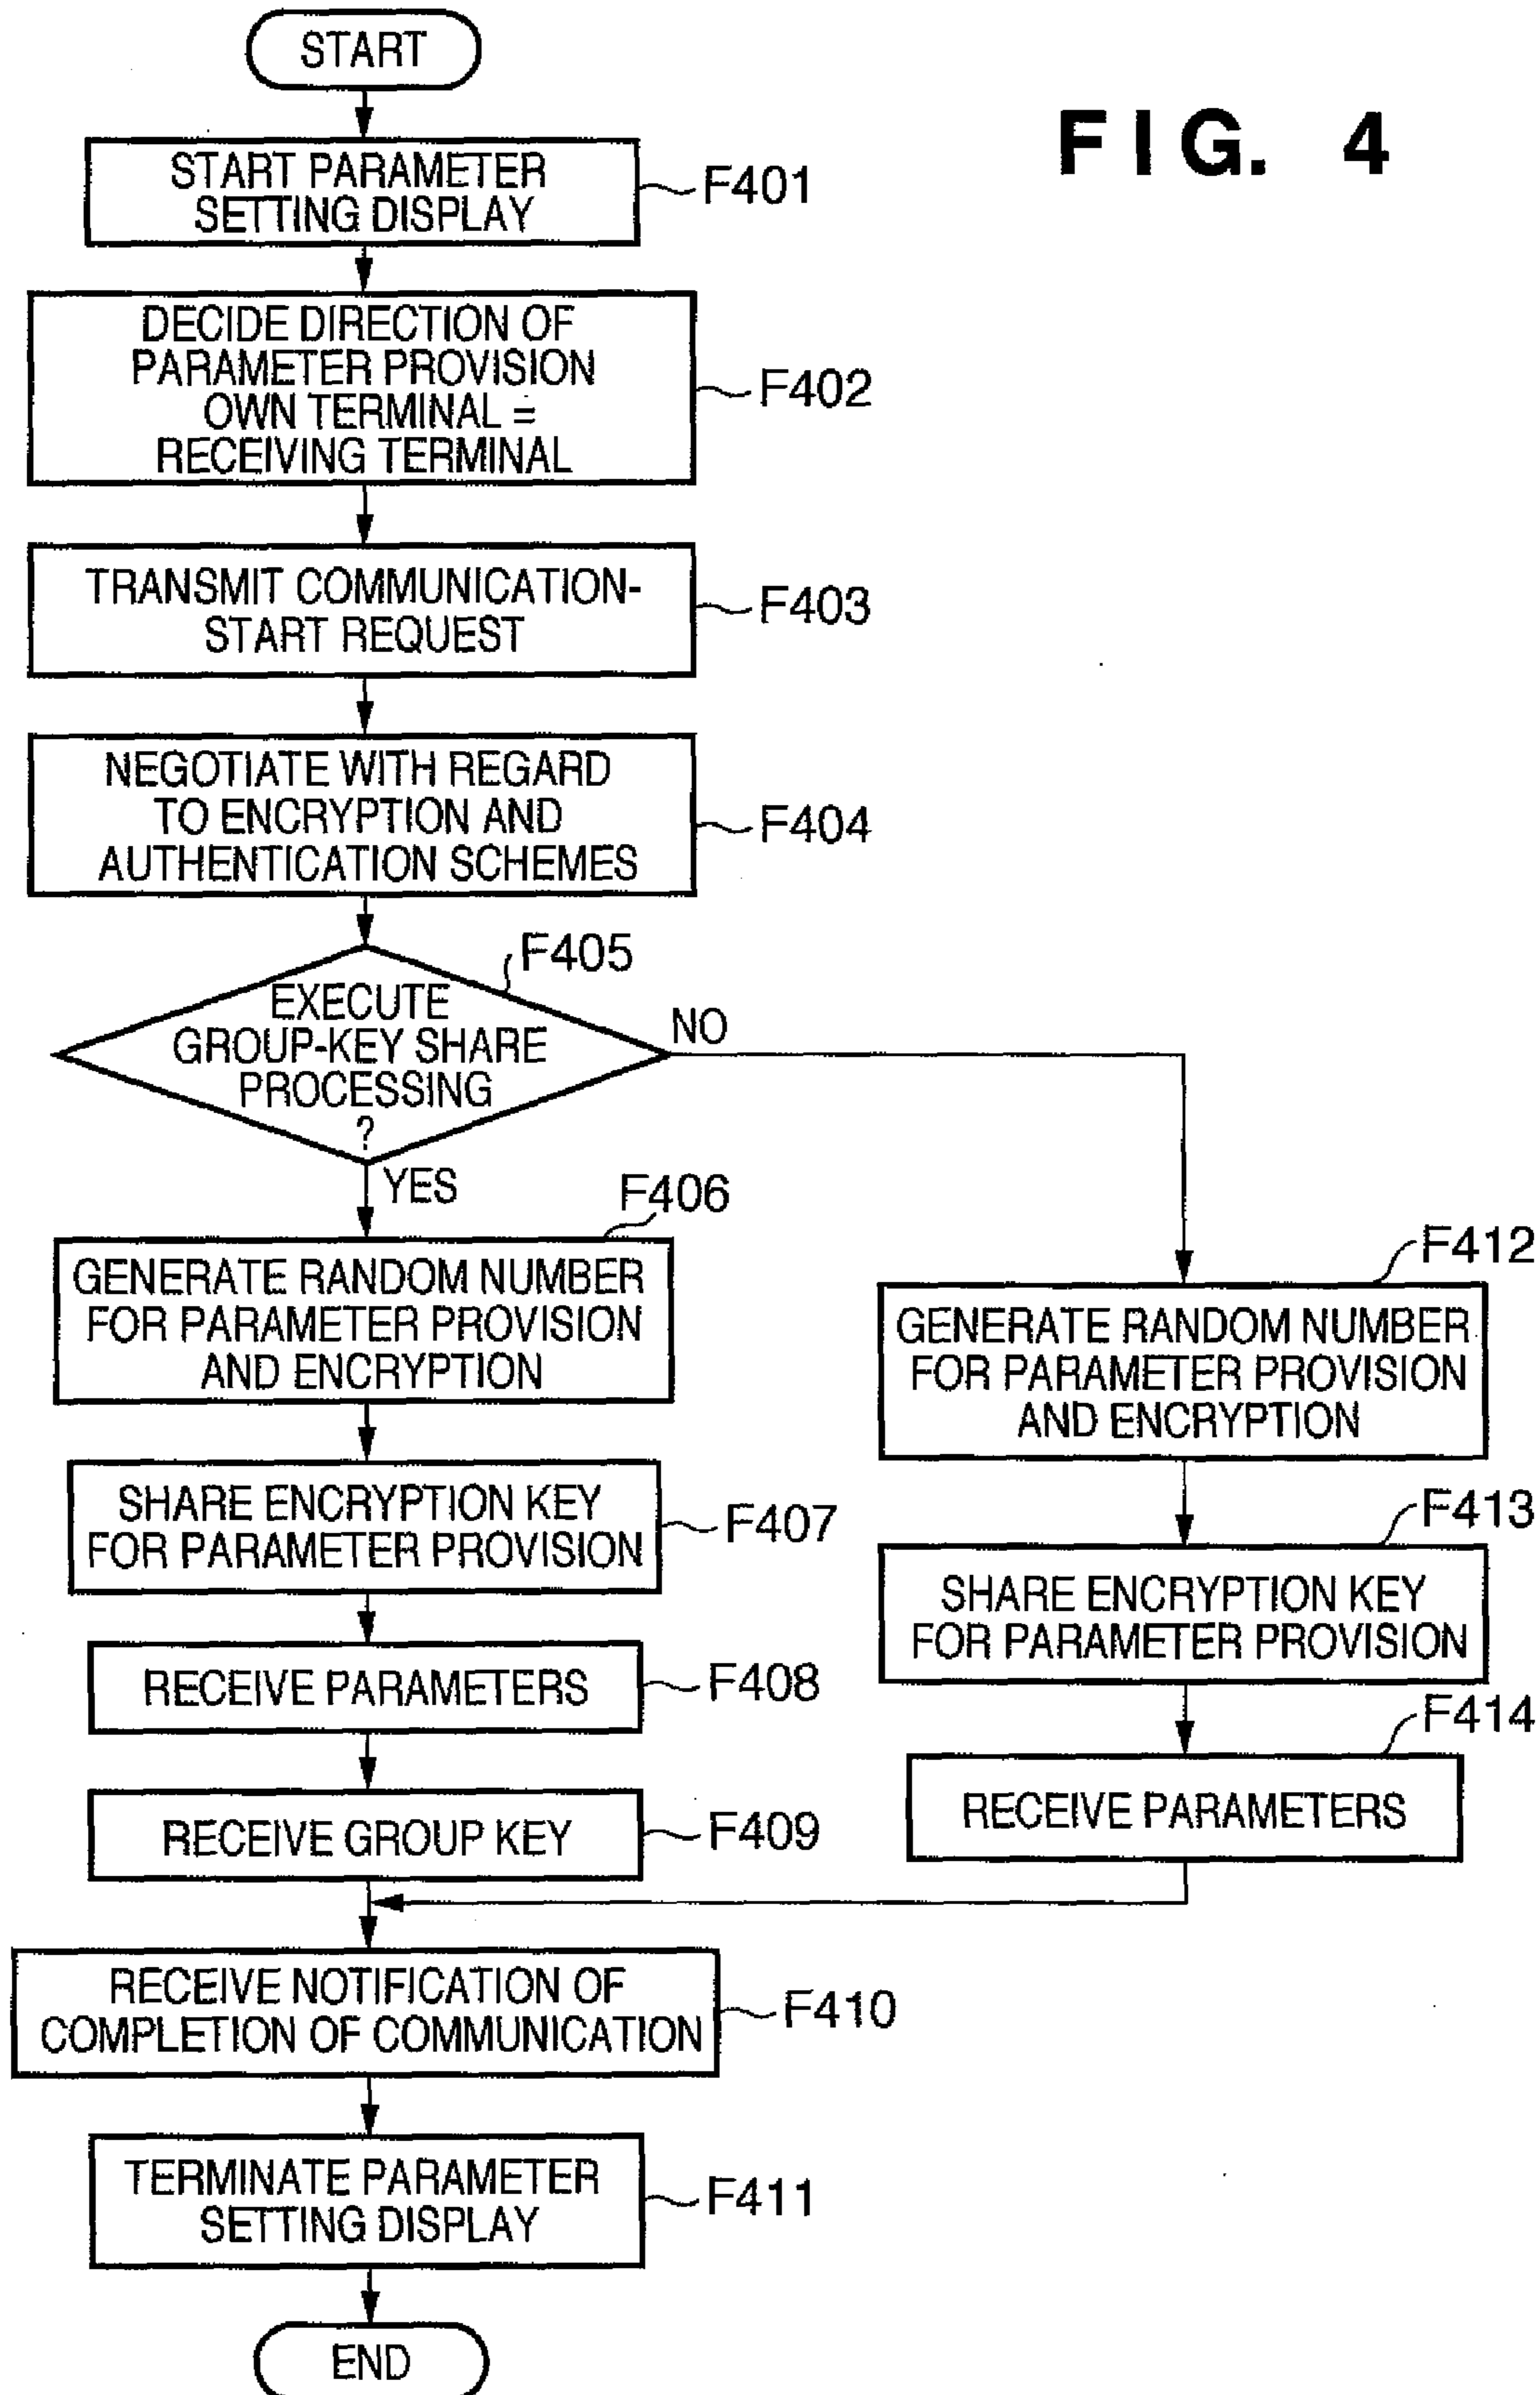 START
FIG. 4
START PARAMETER
SETTING DISPLAY
F401
DECIDE DIRECTION OF
PARAMETER PROVISION
OWN TERMINAL =
RECEIVING TERMINAL
F402
TRANSMIT COMMUNICATION-
START REQUEST
F403
NEGOTIATE WITH REGARD
TO ENCRYPTION AND
AUTHENTICATION SCHEMES
F404
F405
EXECUTE
GROUP-KEY SHARE
PROCESSING
?
NO
YES
F406
GENERATE RANDOM NUMBER
FOR PARAMETER PROVISION
AND ENCRYPTION
F412
GENERATE RANDOM NUMBER
FOR PARAMETER PROVISION
AND ENCRYPTION
SHARE ENCRYPTION KEY
FOR PARAMETER PROVISION
F407
F413
SHARE ENCRYPTION KEY
FOR PARAMETER PROVISION
RECEIVE PARAMETERS
F408
F414
RECEIVE PARAMETERS
RECEIVE GROUP KEY
F409
RECEIVE NOTIFICATION OF
COMPLETION OF COMMUNICATION
F410
TERMINATE PARAMETER
SETTING DISPLAY
F411
END